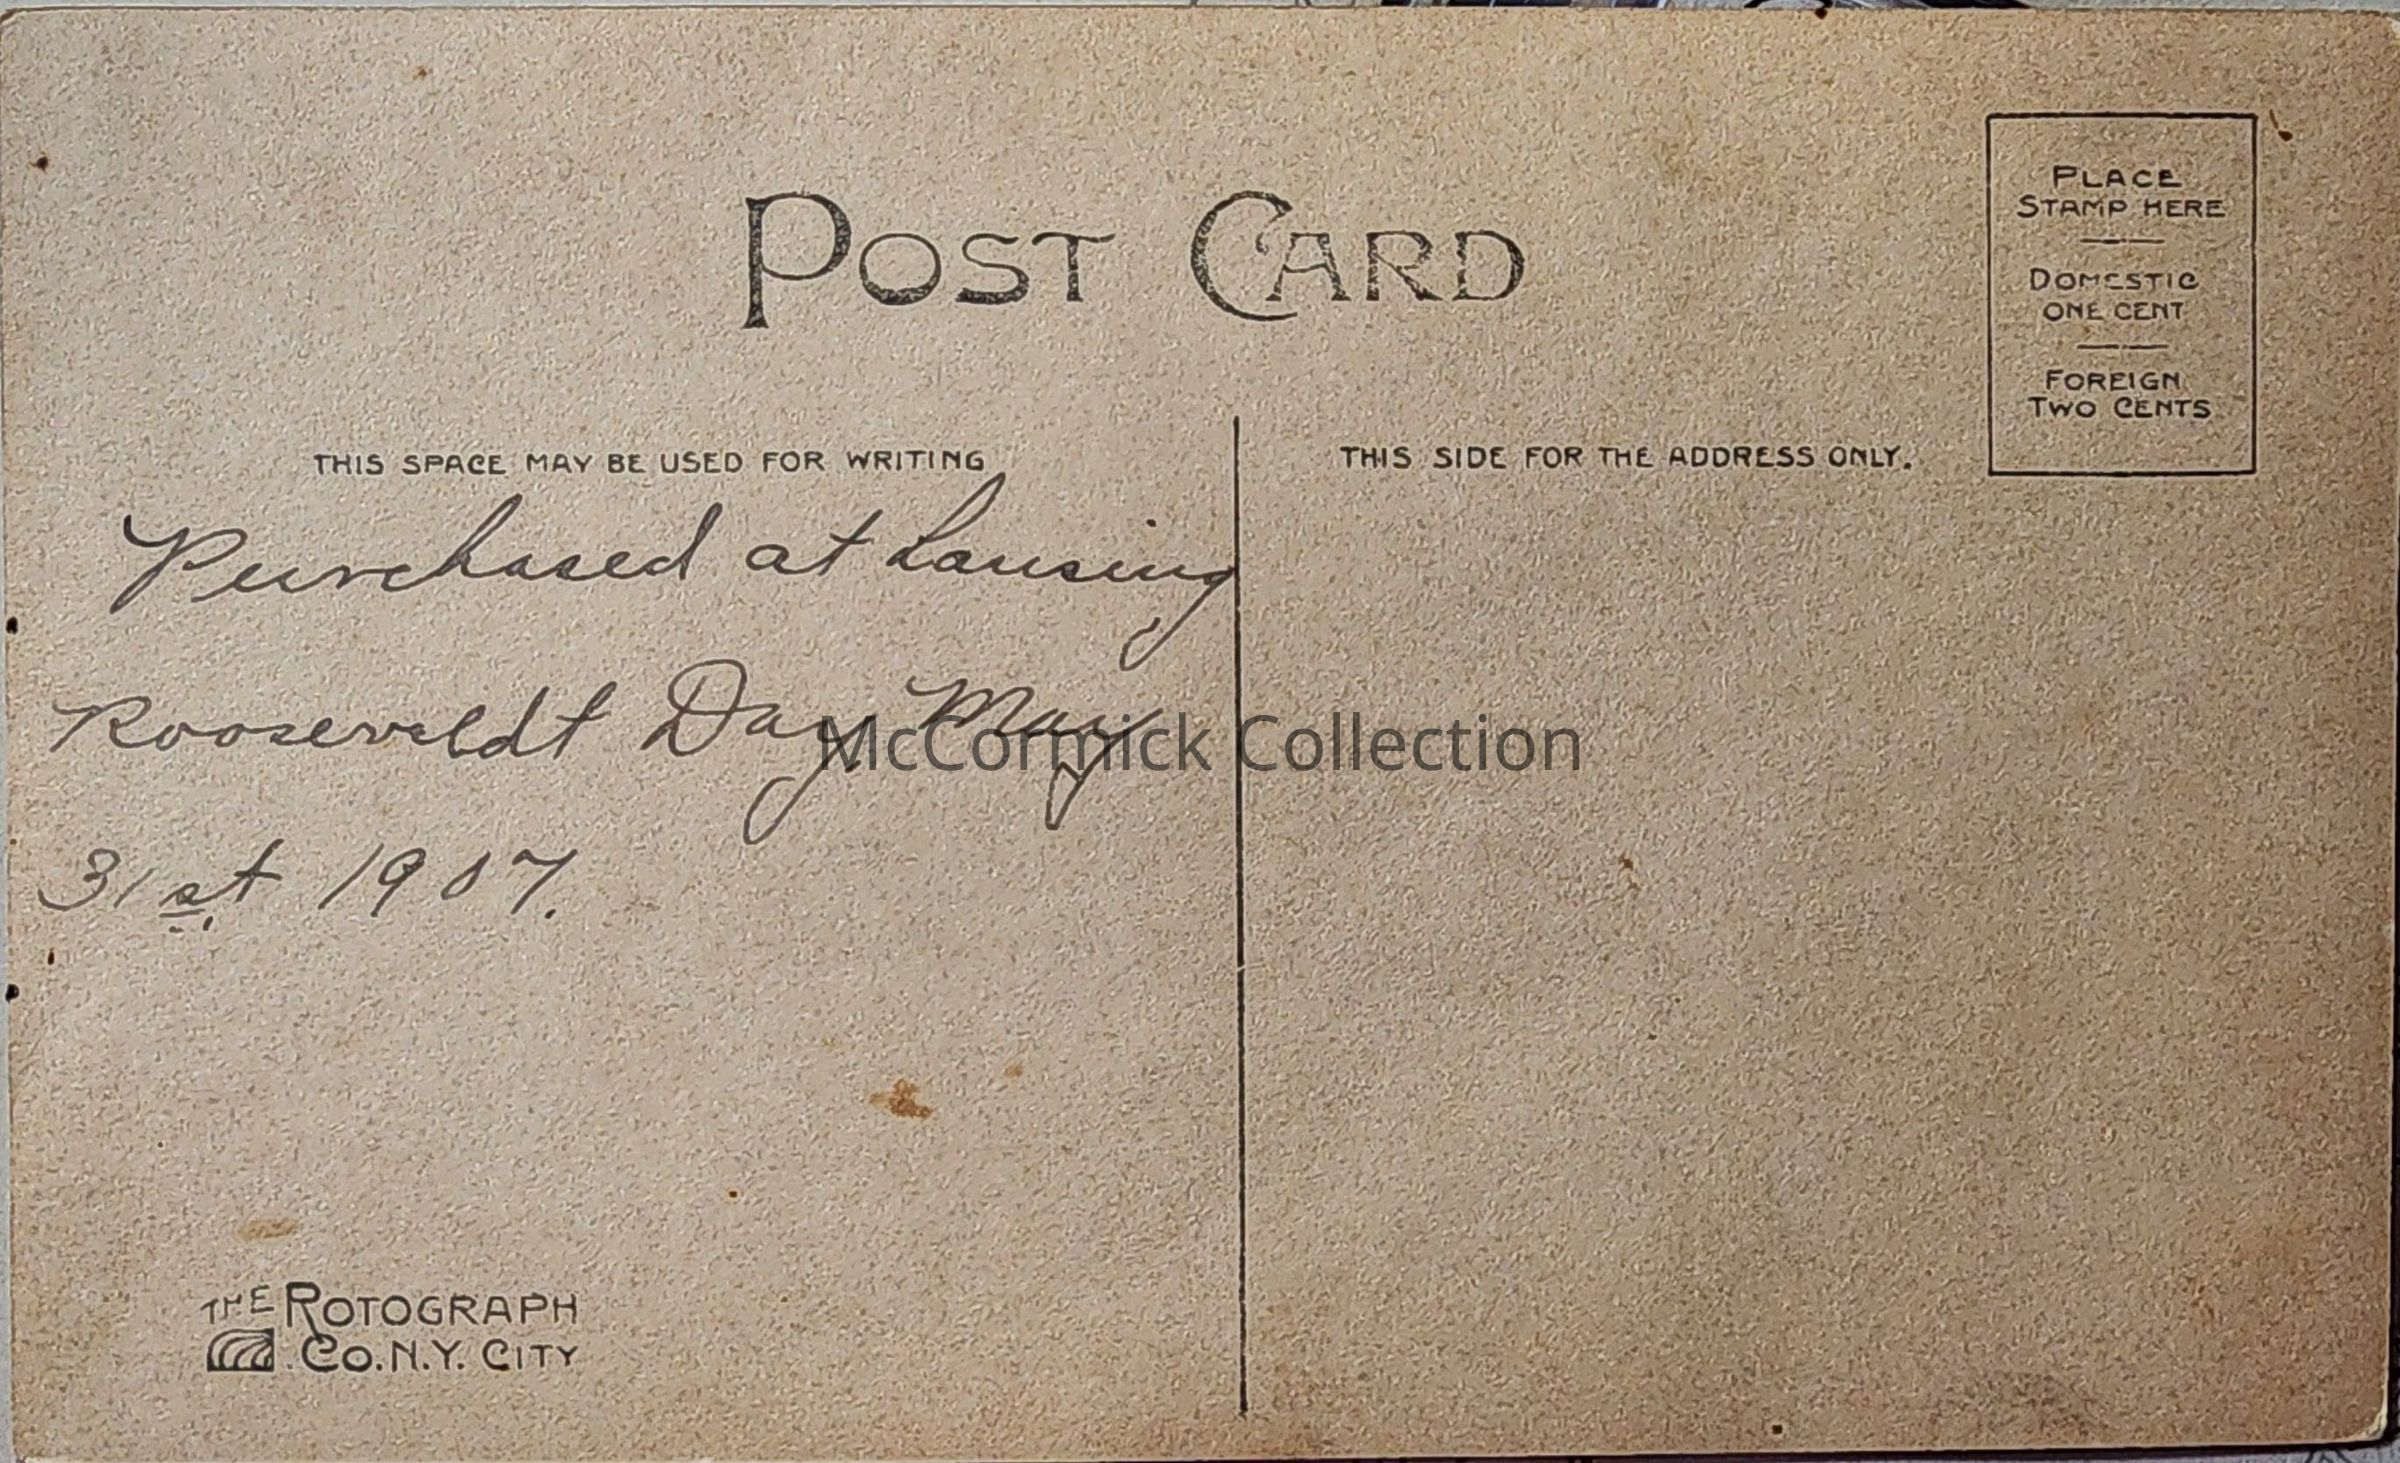 POST CARD
PLACE
STAMP HERE
DOMESTIC
ONE CENT
FOREIGN
TWO CENTS
THIS SPACE MAY BE USED FOR WRITING
THIS SIDE FOR THE ADDRESS ONLY.
Purchased at Lansing
Rooseveldt Day May
31st 1907.
McCormick Collection
THE ROTOGRAPH
CO. N.Y. CITY